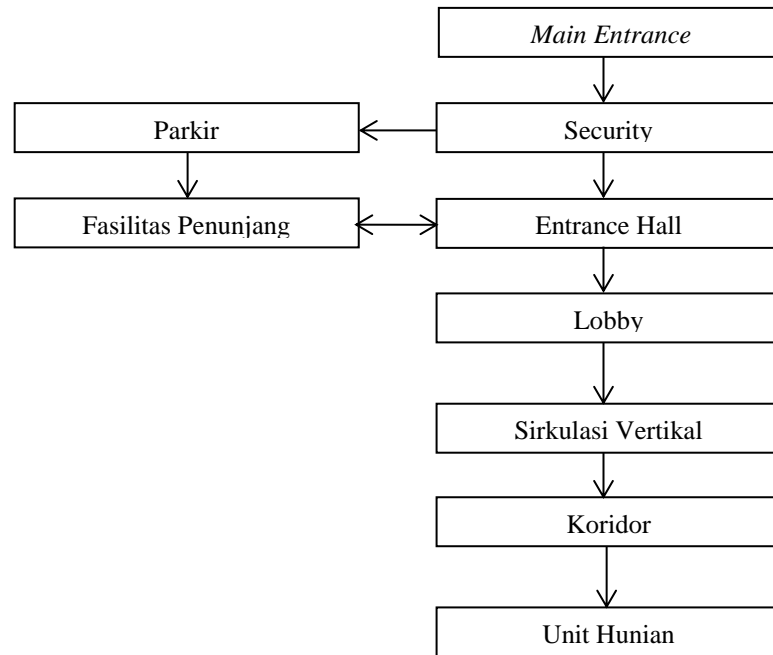 Main Entrance
Parkir
Security
Fasilitas Penunjang
Entrance Hall
Lobby
Sirkulasi Vertikal
Koridor
Unit Hunian